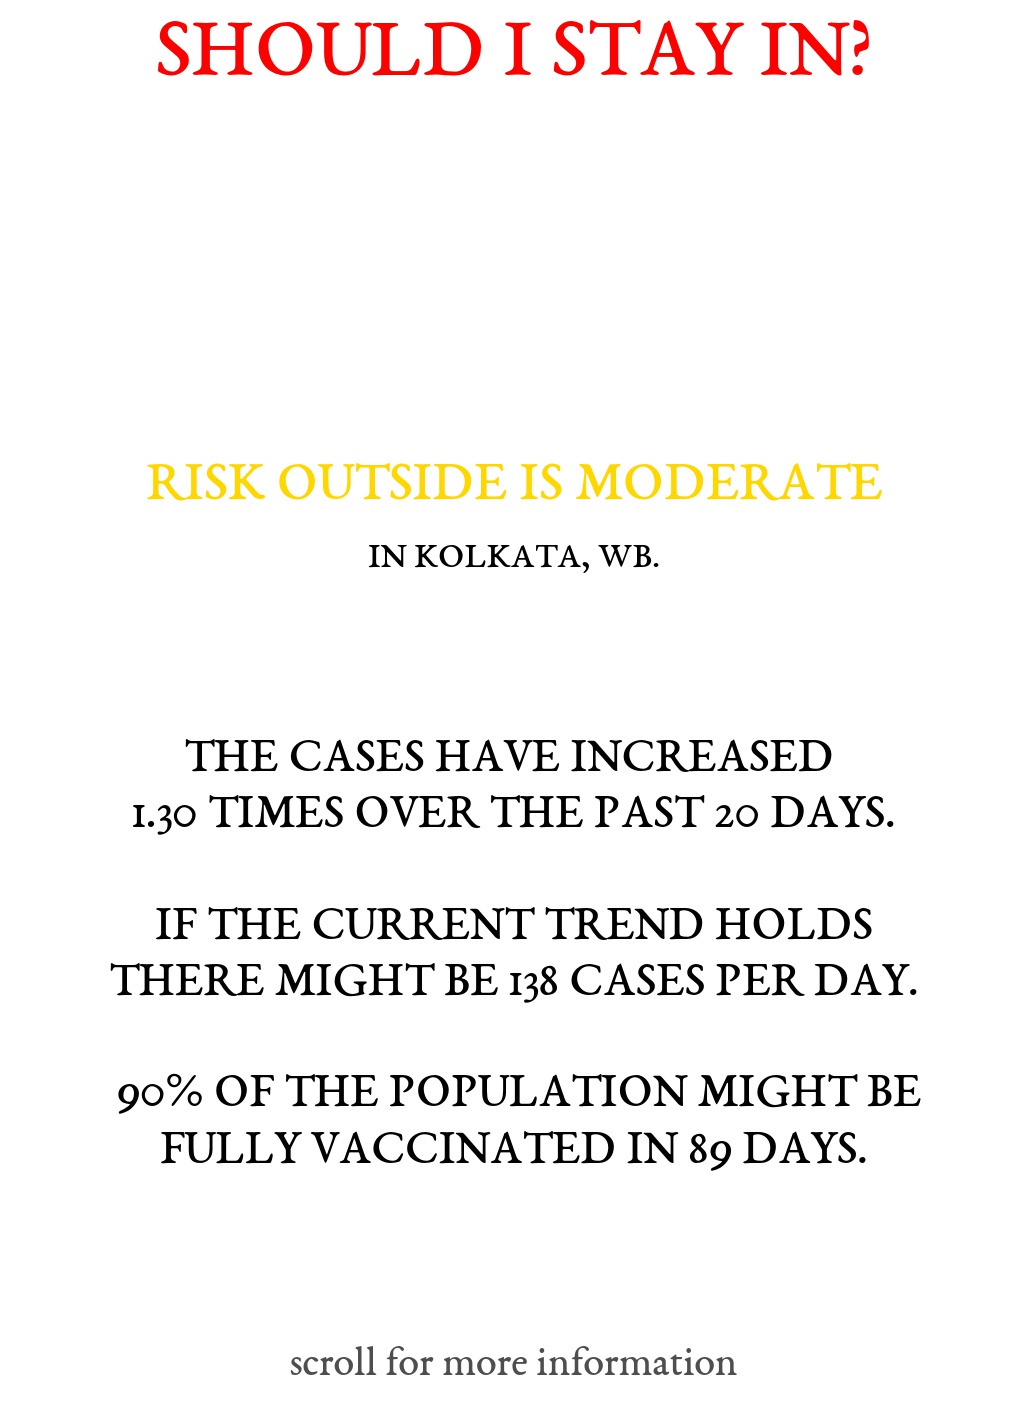 SHOULD I STAY IN?
RISK OUTSIDE IS MODERATE
IN KOLKATA, WB.
THE CASES HAVE INCREASED
1.30 TIMES OVER THE PAST 20 DAYS.
IF THE CURRENT TREND HOLDS
THERE MIGHT BE 138 CASES PER DAY.
90% OF THE POPULATION MIGHT BE
FULLY VACCINATED IN 89 DAYS.
scroll for more information